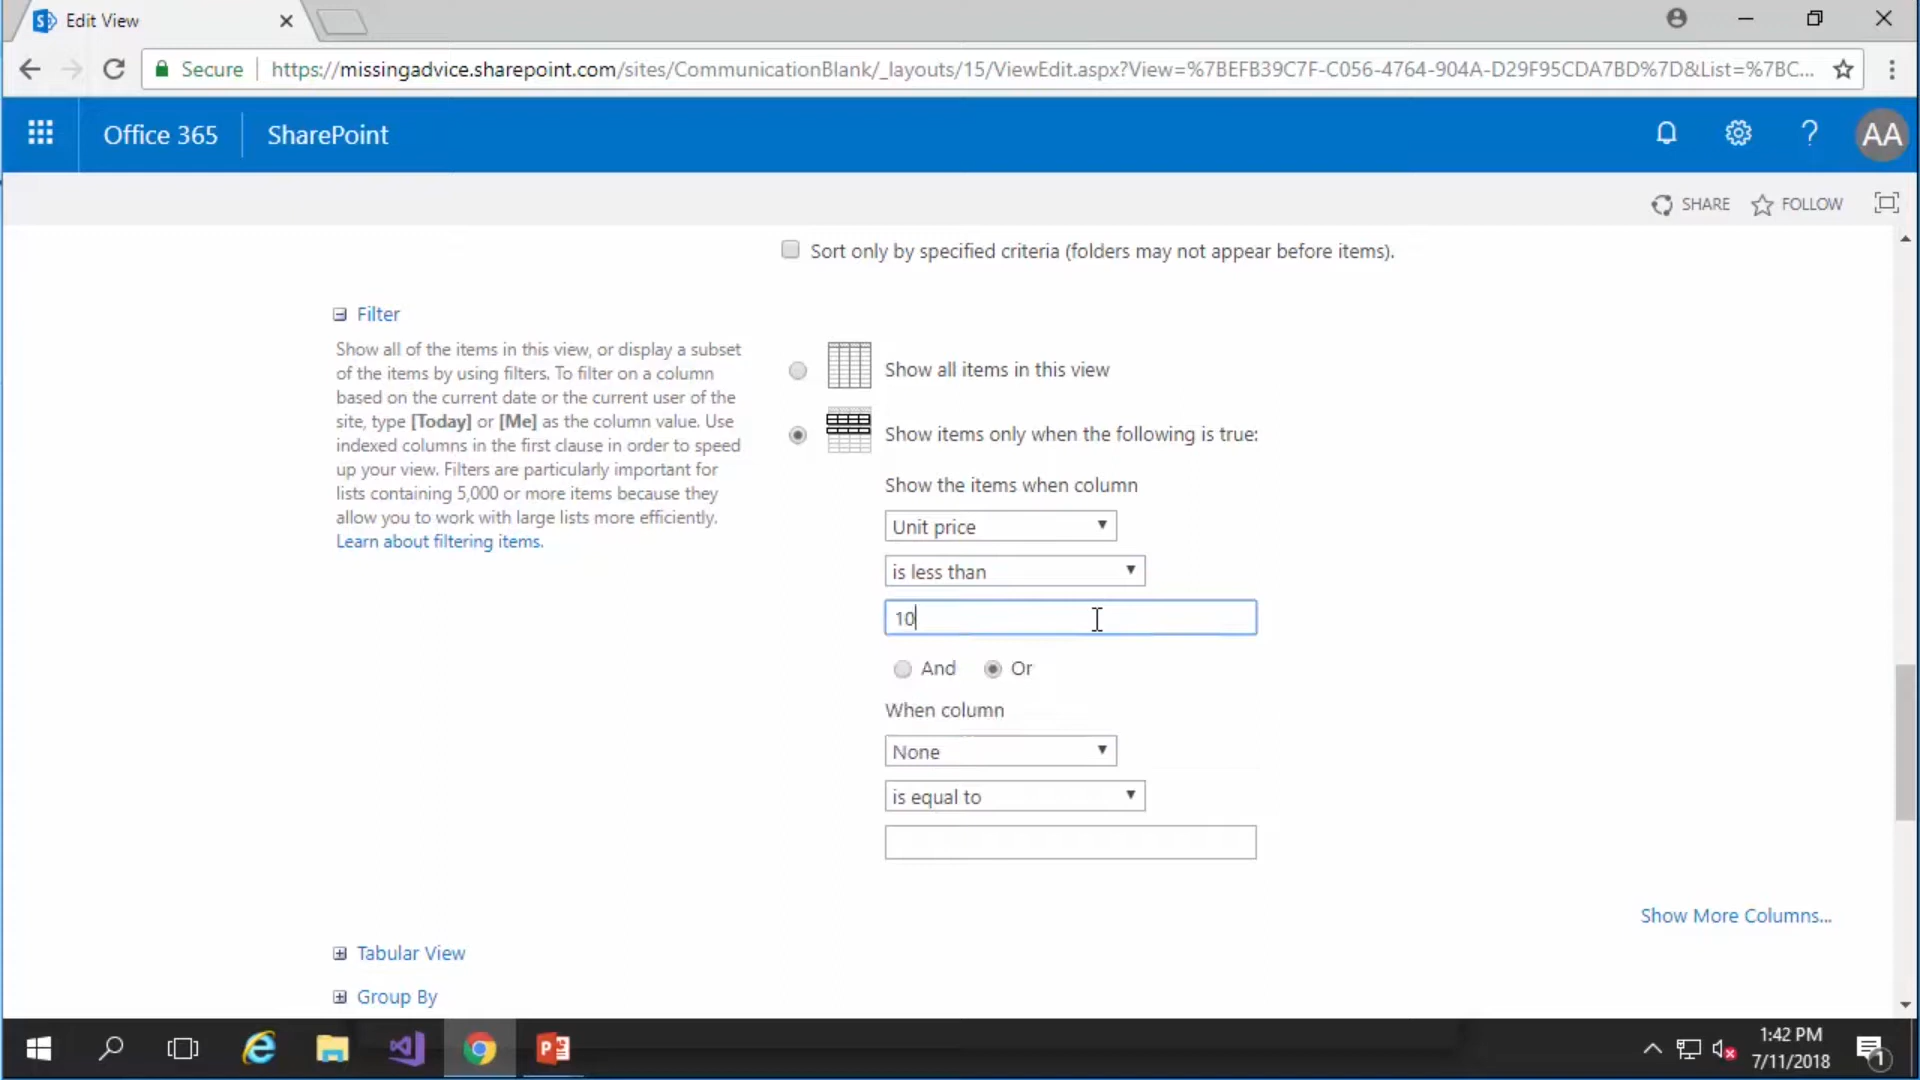 Edit View
Secure
https://missingadvice.sharepoint.com/sites/CommunicationBlank/_layouts/15/ViewEdit.aspx?View=%7BEFB39C7F-C056-4764-904A-D29F95CDA7BD%7D&List=%7BC...
Office 365
SharePoint
?
AA
SHARE
FOLLOW
Sort only by specified criteria (folders may not appear before items).
Filter
Show all of the items in this view, or display a subset
of the items by using filters. To filter on a column
based on the current date or the current user of the
site, type [Today] or [Me] as the column value. Use
indexed columns in the first clause in order to speed
up your view. Filters are particularly important for
lists containing 5,000 or more items because they
allow you to work with large lists more efficiently.
Learn about filtering items.
Show all items in this view
Show items only when the following is true:
Show the items when column
Unit price
is less than
10
And
Or
When column
None
is equal to
Show More Columns...
Tabular View
Group By
1:42 PM
7/11/2018
1